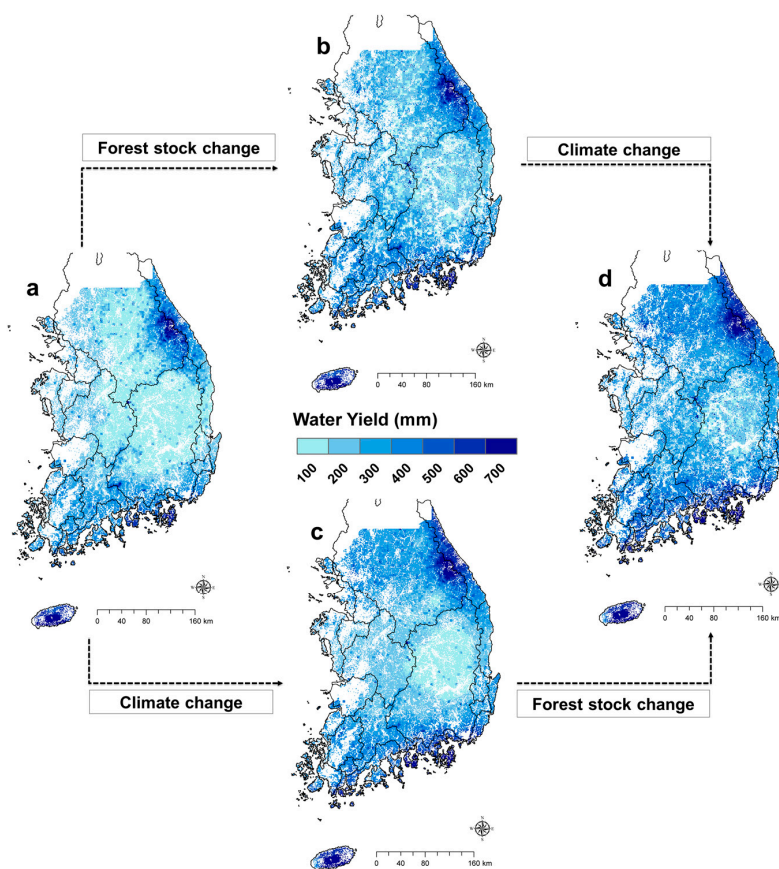 b
Forest stock change
Climate change
a
d
N
W
E
S
0
40
80
160 km
Water Yield (mm)
100
200
300
400
500
600
700
N
W
E
S
0
40
80
160 km
N
W
E
S
0
40
80
160 km
c
Climate change
Forest stock change
N
W
E
S
0
40
80
160 km